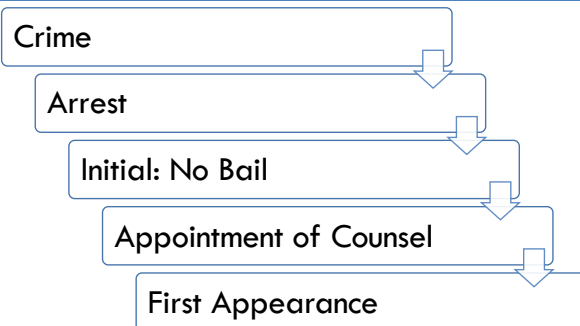 Crime
Arrest
Initial: No Bail
Appointment of Counsel
First Appearance